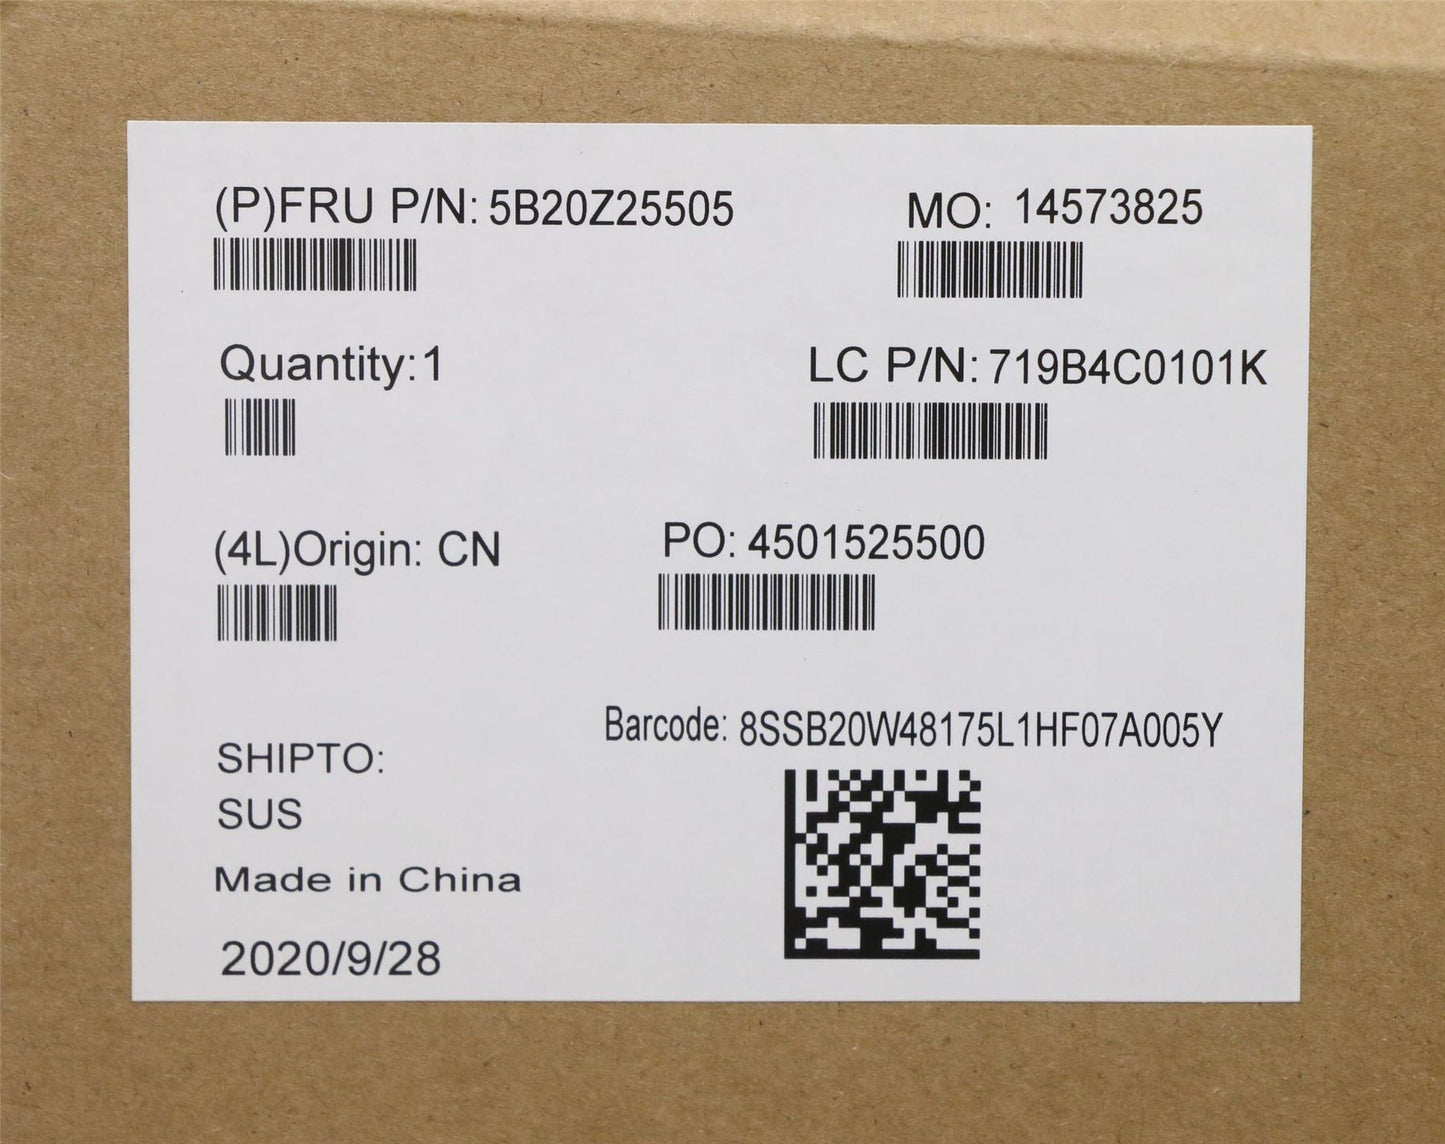 (P)FRU P/N: 5B20Z25505
MO: 14573825
Quantity:1
LC P/N: 719B4C0101K
(4L)Origin: CN
PO: 4501525500
Barcode: 8SSB20W48175L1HF07A005Y
SHIPTO:
SUS
Made in China
2020/9/28